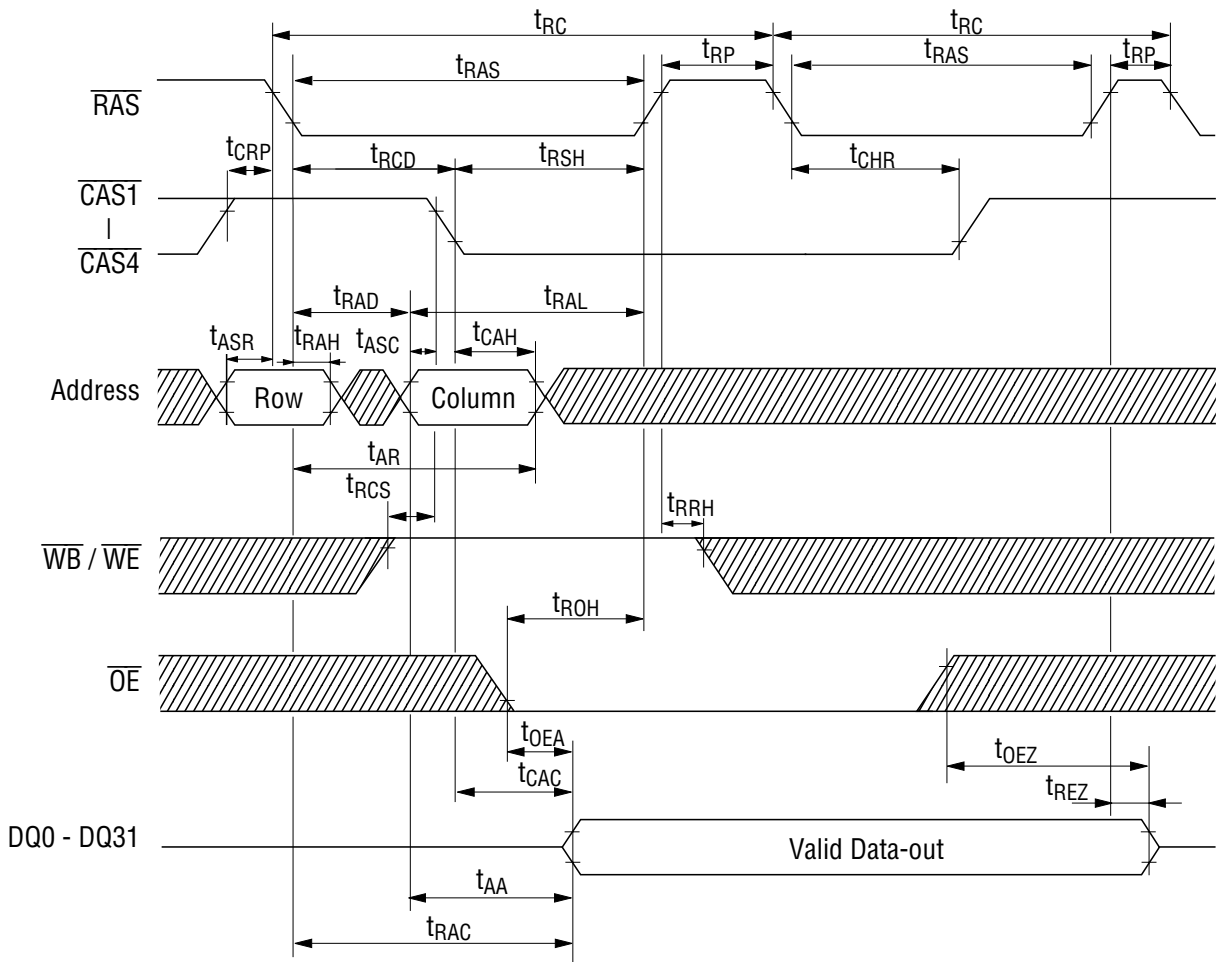 tRC tRC
tRAS tRP tRAS tRP
RAS
tCRP tRCD tRSH tCHR
CAS1
|
CAS4
tRAD tRAL
tASR tRAH tASC tCAH
Address Row Column
tAR
tRCS tRRH
WB / WE
tROH
OE
tOEA tOEZ
tCAC tREZ
DQ0 - DQ31 Valid Data-out
tAA
tRAC